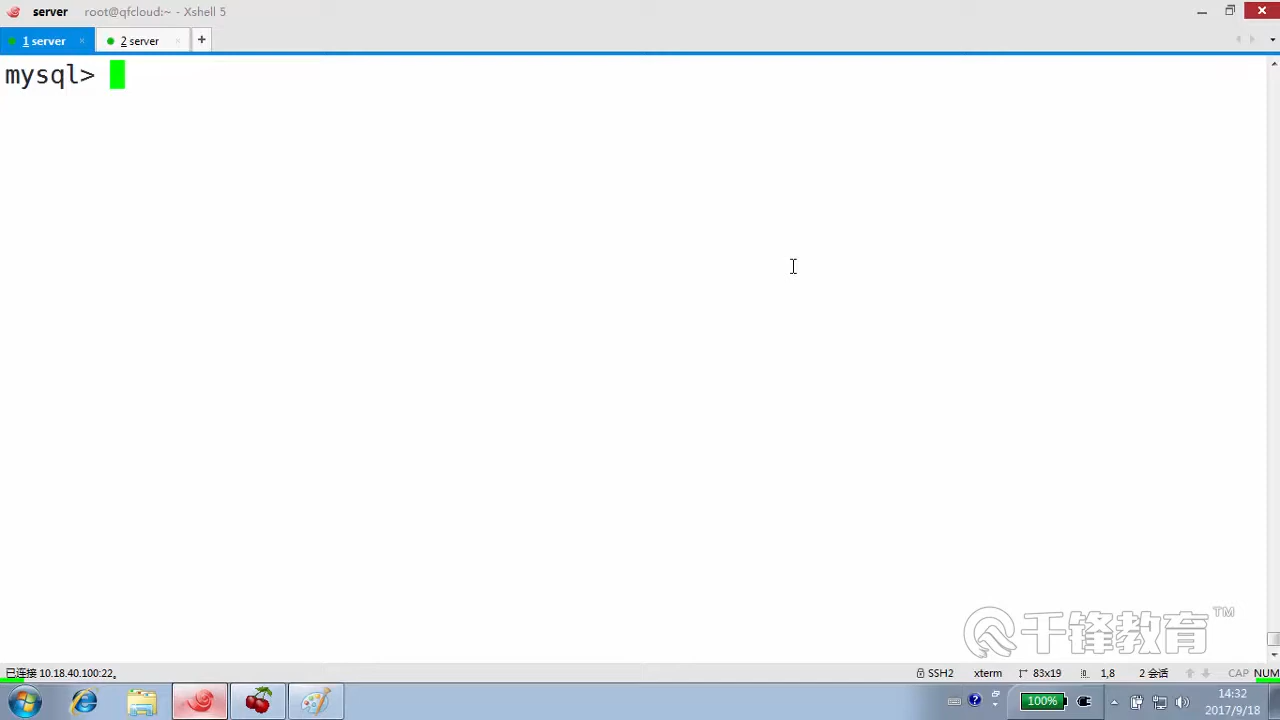 server root@qfcloud:~ - Xshell 5
1 server × 2 server × +
mysql>
千锋教育™
已连接 10.18.40.100:22。 SSH2 xterm 83x19 1,8 2 会话 CAP NUM
100% 14:32
2017/9/18